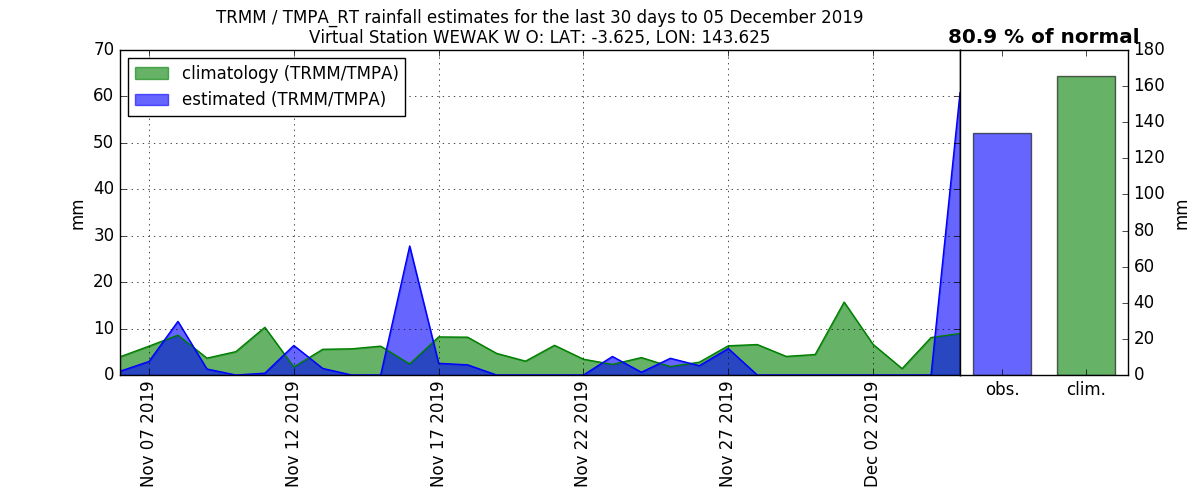 TRMM / TMPA_RT rainfall estimates for the last 30 days to 05 December 2019
Virtual Station WEWAK W O: LAT: -3.625, LON: 143.625
80.9 % of normal
climatology (TRMM/TMPA)
estimated (TRMM/TMPA)
70
60
50
40
30
20
10
0
mm
Nov 07 2019
Nov 12 2019
Nov 17 2019
Nov 22 2019
Nov 27 2019
Dec 02 2019
180
160
140
120
100
80
60
40
20
0
mm
obs.
clim.